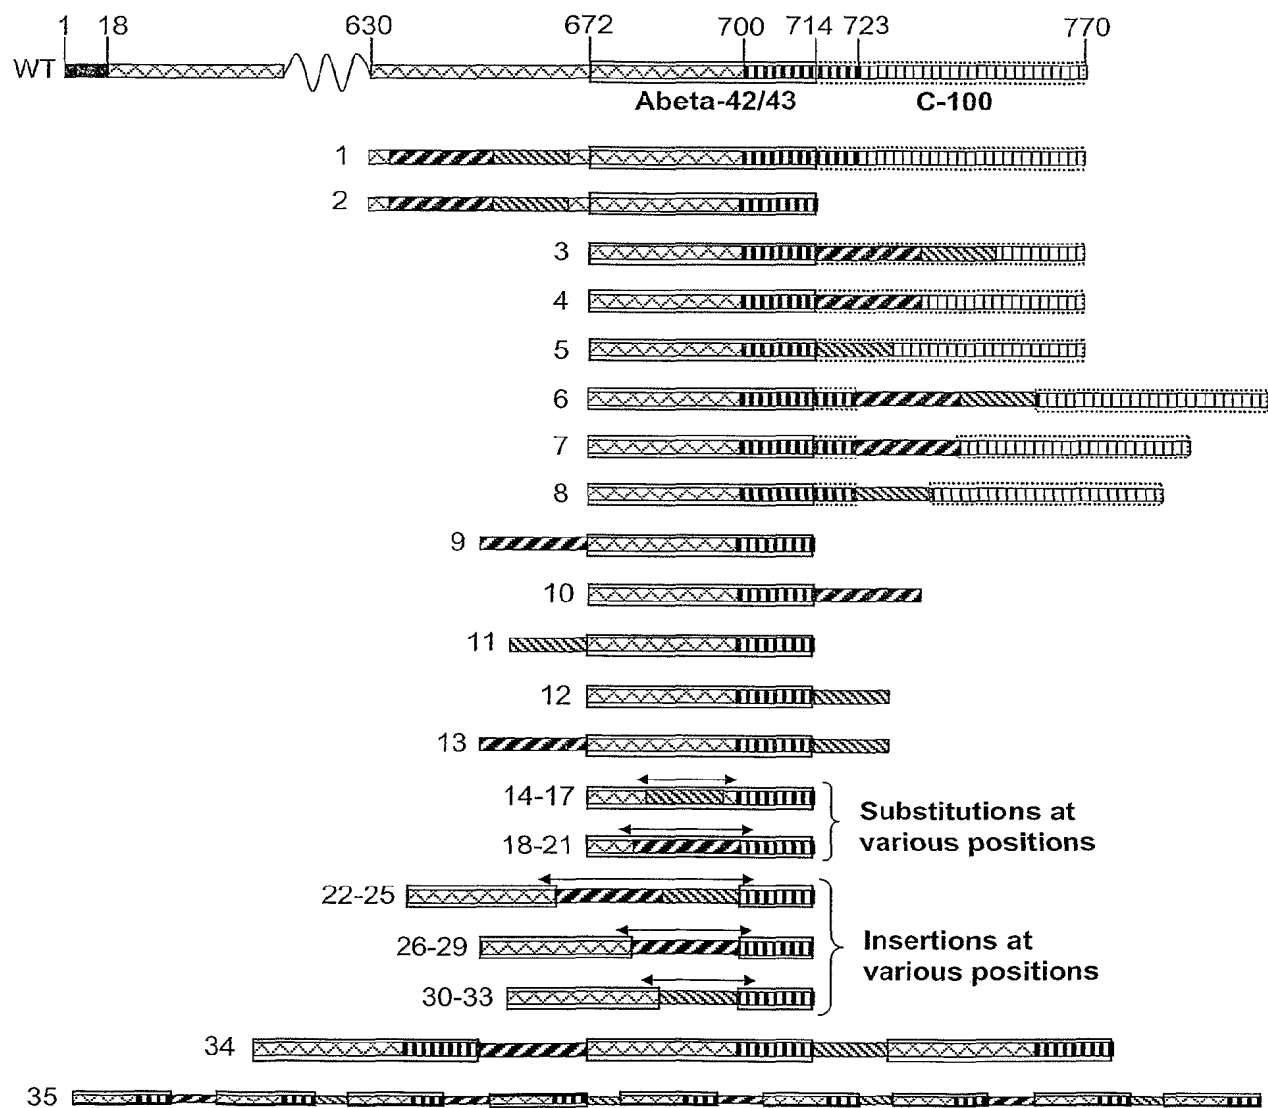 1 18 630 672 700 714 723 770
WT
Abeta-42/43 C-100
1
2
3
4
5
6
7
8
9
10
11
12
13
14-17
18-21
Substitutions at
various positions
22-25
26-29
30-33
Insertions at
various positions
34
35